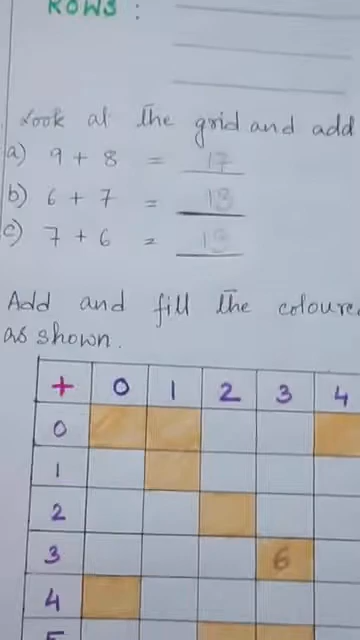 ROWS :
Look at the grid and add
a) 9 + 8 = 17
b) 6 + 7 = 13
c) 7 + 6 = 13
Add and fill the coloure
as shown.
+ 0 1 2 3 4
0
1
2
3 6
4
5